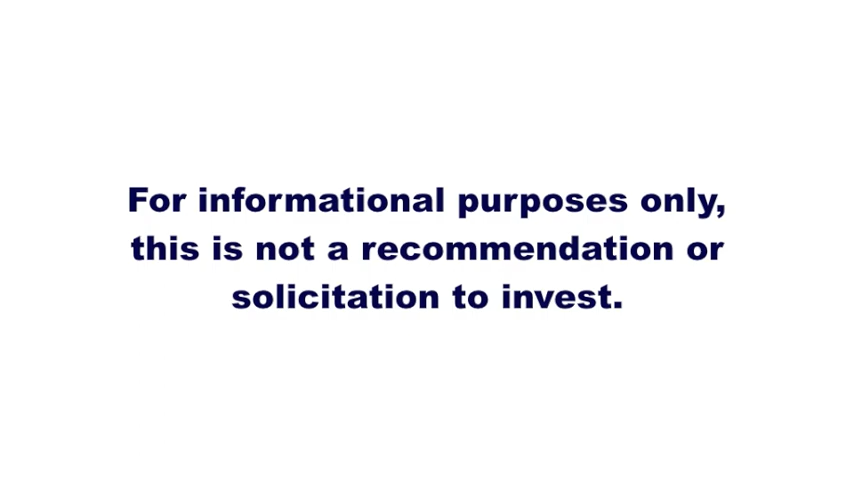 For informational purposes only,
this is not a recommendation or
solicitation to invest.